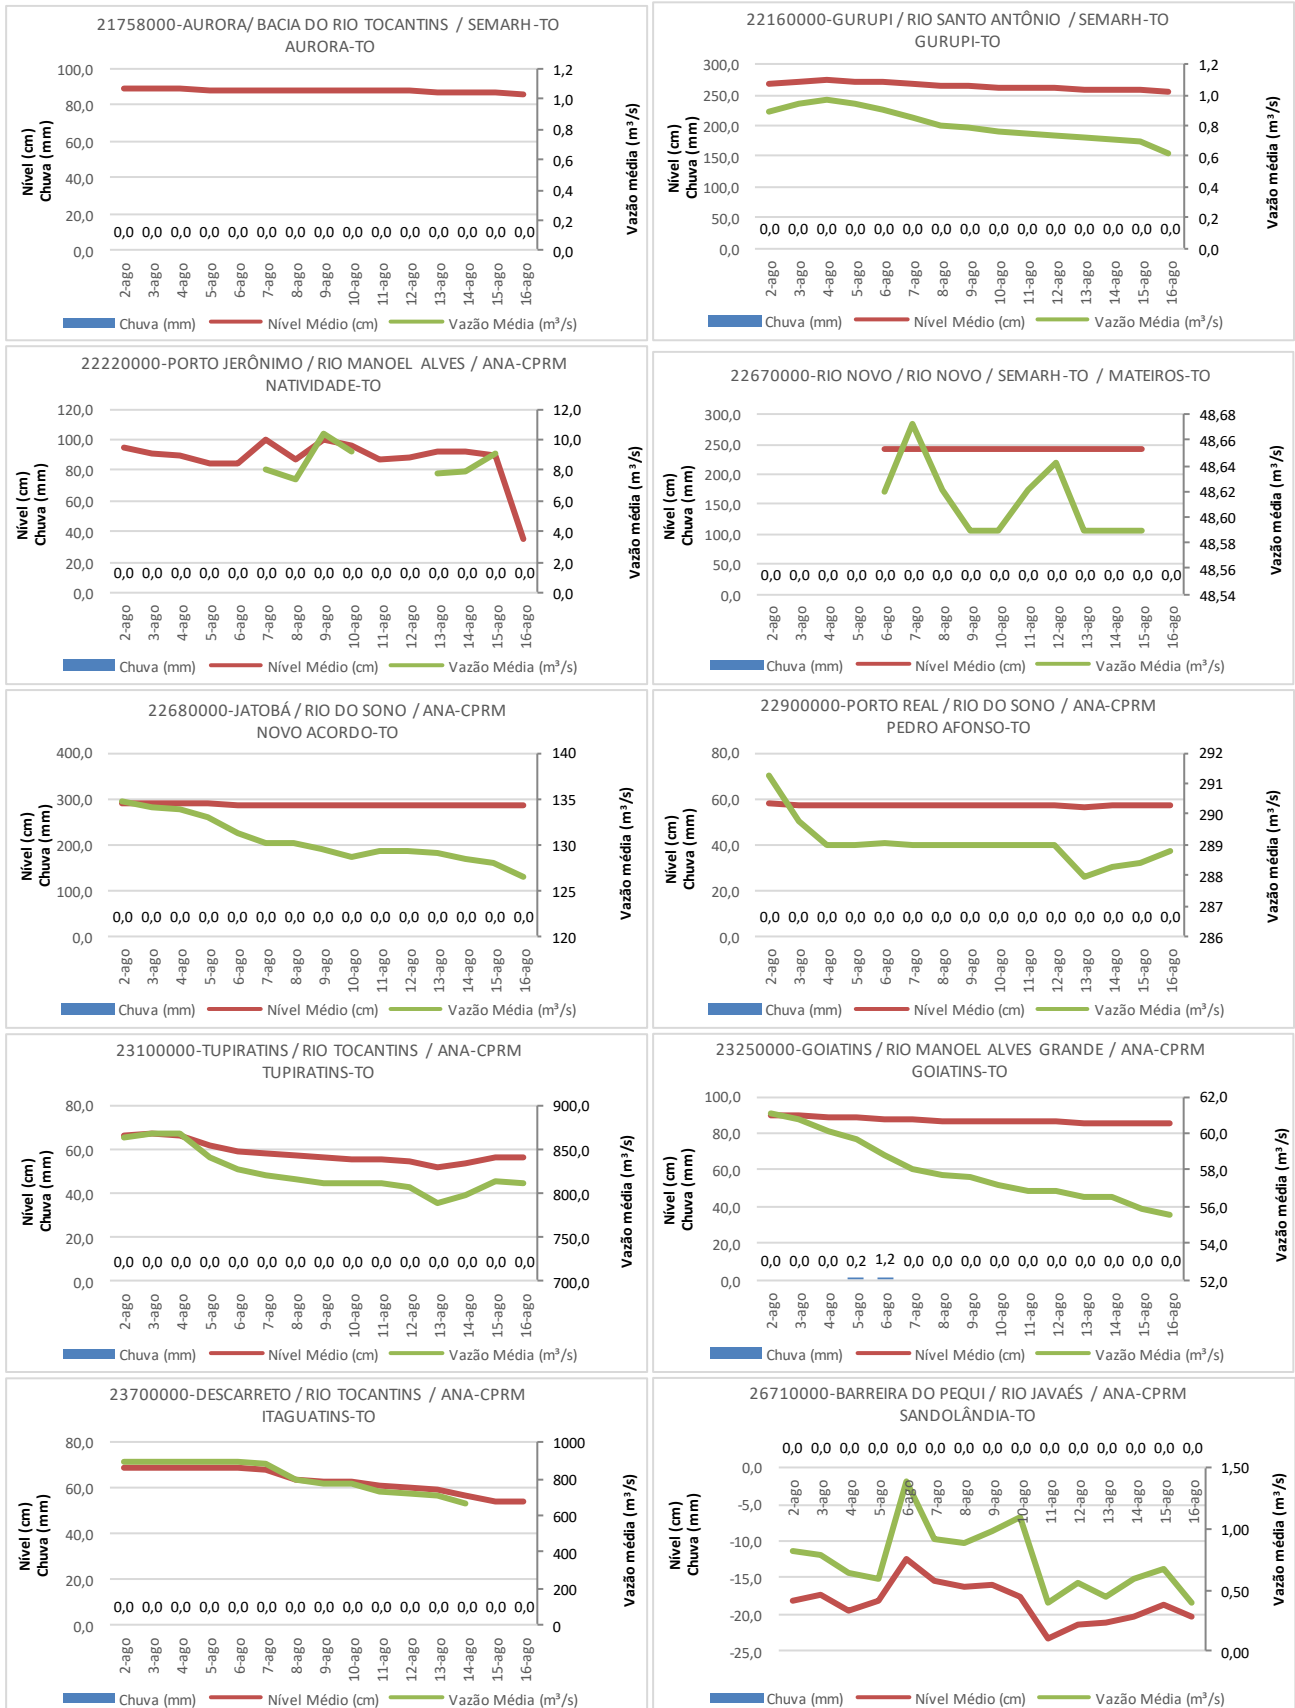 21758000-AURORA/ BACIA DO RIO TOCANTINS / SEMARH-TO
AURORA-TO
100,0
80,0
60,0
40,0
20,0
0,0
Nível (cm)
Chuva (mm)
1,2
1,0
0,8
0,6
0,4
0,2
0,0
Vazão média (m³/s)
0,0 0,0 0,0 0,0 0,0 0,0 0,0 0,0 0,0 0,0 0,0 0,0 0,0 0,0 0,0
2-ago 3-ago 4-ago 5-ago 6-ago 7-ago 8-ago 9-ago 10-ago 11-ago 12-ago 13-ago 14-ago 15-ago 16-ago
Chuva (mm) Nível Médio (cm) Vazão Média (m³/s)
22160000-GURUPI / RIO SANTO ANTÔNIO / SEMARH-TO
GURUPI-TO
300,0
250,0
200,0
150,0
100,0
50,0
0,0
Nível (cm)
Chuva (mm)
1,2
1,0
0,8
0,6
0,4
0,2
0,0
Vazão média (m³/s)
0,0 0,0 0,0 0,0 0,0 0,0 0,0 0,0 0,0 0,0 0,0 0,0 0,0 0,0 0,0
2-ago 3-ago 4-ago 5-ago 6-ago 7-ago 8-ago 9-ago 10-ago 11-ago 12-ago 13-ago 14-ago 15-ago 16-ago
Chuva (mm) Nível Médio (cm) Vazão Média (m³/s)
22220000-PORTO JERÔNIMO / RIO MANOEL ALVES / ANA-CPRM
NATIVIDADE-TO
120,0
100,0
80,0
60,0
40,0
20,0
0,0
Nível (cm)
Chuva (mm)
12,0
10,0
8,0
6,0
4,0
2,0
0,0
Vazão média (m³/s)
0,0 0,0 0,0 0,0 0,0 0,0 0,0 0,0 0,0 0,0 0,0 0,0 0,0 0,0 0,0
2-ago 3-ago 4-ago 5-ago 6-ago 7-ago 8-ago 9-ago 10-ago 11-ago 12-ago 13-ago 14-ago 15-ago 16-ago
Chuva (mm) Nível Médio (cm) Vazão Média (m³/s)
22670000-RIO NOVO / RIO NOVO / SEMARH-TO / MATEIROS-TO
300,0
250,0
200,0
150,0
100,0
50,0
0,0
Nível (cm)
Chuva (mm)
48,68
48,66
48,64
48,62
48,60
48,58
48,56
48,54
Vazão média (m³/s)
0,0 0,0 0,0 0,0 0,0 0,0 0,0 0,0 0,0 0,0 0,0 0,0 0,0 0,0 0,0
2-ago 3-ago 4-ago 5-ago 6-ago 7-ago 8-ago 9-ago 10-ago 11-ago 12-ago 13-ago 14-ago 15-ago 16-ago
Chuva (mm) Nível Médio (cm) Vazão Média (m³/s)
22680000-JATOBÁ / RIO DO SONO / ANA-CPRM
NOVO ACORDO-TO
400,0
300,0
200,0
100,0
0,0
Nível (cm)
Chuva (mm)
140
135
130
125
120
Vazão média (m³/s)
0,0 0,0 0,0 0,0 0,0 0,0 0,0 0,0 0,0 0,0 0,0 0,0 0,0 0,0 0,0
2-ago 3-ago 4-ago 5-ago 6-ago 7-ago 8-ago 9-ago 10-ago 11-ago 12-ago 13-ago 14-ago 15-ago 16-ago
Chuva (mm) Nível Médio (cm) Vazão Média (m³/s)
22900000-PORTO REAL / RIO DO SONO / ANA-CPRM
PEDRO AFONSO-TO
80,0
60,0
40,0
20,0
0,0
Nível (cm)
Chuva (mm)
292
291
290
289
288
287
286
Vazão média (m³/s)
0,0 0,0 0,0 0,0 0,0 0,0 0,0 0,0 0,0 0,0 0,0 0,0 0,0 0,0 0,0
2-ago 3-ago 4-ago 5-ago 6-ago 7-ago 8-ago 9-ago 10-ago 11-ago 12-ago 13-ago 14-ago 15-ago 16-ago
Chuva (mm) Nível Médio (cm) Vazão Média (m³/s)
23100000-TUPIRATINS / RIO TOCANTINS / ANA-CPRM
TUPIRATINS-TO
80,0
60,0
40,0
20,0
0,0
Nível (cm)
Chuva (mm)
900,0
850,0
800,0
750,0
700,0
Vazão média (m³/s)
0,0 0,0 0,0 0,0 0,0 0,0 0,0 0,0 0,0 0,0 0,0 0,0 0,0 0,0 0,0
2-ago 3-ago 4-ago 5-ago 6-ago 7-ago 8-ago 9-ago 10-ago 11-ago 12-ago 13-ago 14-ago 15-ago 16-ago
Chuva (mm) Nível Médio (cm) Vazão Média (m³/s)
23250000-GOIATINS / RIO MANOEL ALVES GRANDE / ANA-CPRM
GOIATINS-TO
100,0
80,0
60,0
40,0
20,0
0,0
Nível (cm)
Chuva (mm)
62,0
60,0
58,0
56,0
54,0
52,0
Vazão média (m³/s)
0,0 0,0 0,0 0,2 1,2 0,0 0,0 0,0 0,0 0,0 0,0 0,0 0,0 0,0 0,0
2-ago 3-ago 4-ago 5-ago 6-ago 7-ago 8-ago 9-ago 10-ago 11-ago 12-ago 13-ago 14-ago 15-ago 16-ago
Chuva (mm) Nível Médio (cm) Vazão Média (m³/s)
23700000-DESCARRETO / RIO TOCANTINS / ANA-CPRM
ITAGUATINS-TO
80,0
60,0
40,0
20,0
0,0
Nível (cm)
Chuva (mm)
1000
800
600
400
200
0
Vazão média (m³/s)
0,0 0,0 0,0 0,0 0,0 0,0 0,0 0,0 0,0 0,0 0,0 0,0 0,0 0,0 0,0
2-ago 3-ago 4-ago 5-ago 6-ago 7-ago 8-ago 9-ago 10-ago 11-ago 12-ago 13-ago 14-ago 15-ago 16-ago
Chuva (mm) Nível Médio (cm) Vazão Média (m³/s)
26710000-BARREIRA DO PEQUI / RIO JAVAÉS / ANA-CPRM
SANDOLÂNDIA-TO
0,0 0,0 0,0 0,0 0,0 0,0 0,0 0,0 0,0 0,0 0,0 0,0 0,0 0,0 0,0
0,0
-5,0
-10,0
-15,0
-20,0
-25,0
Nível (cm)
Chuva (mm)
1,50
1,00
0,50
0,00
Vazão média (m³/s)
2-ago 3-ago 4-ago 5-ago 6-ago 7-ago 8-ago 9-ago 10-ago 11-ago 12-ago 13-ago 14-ago 15-ago 16-ago
Chuva (mm) Nível Médio (cm) Vazão Média (m³/s)